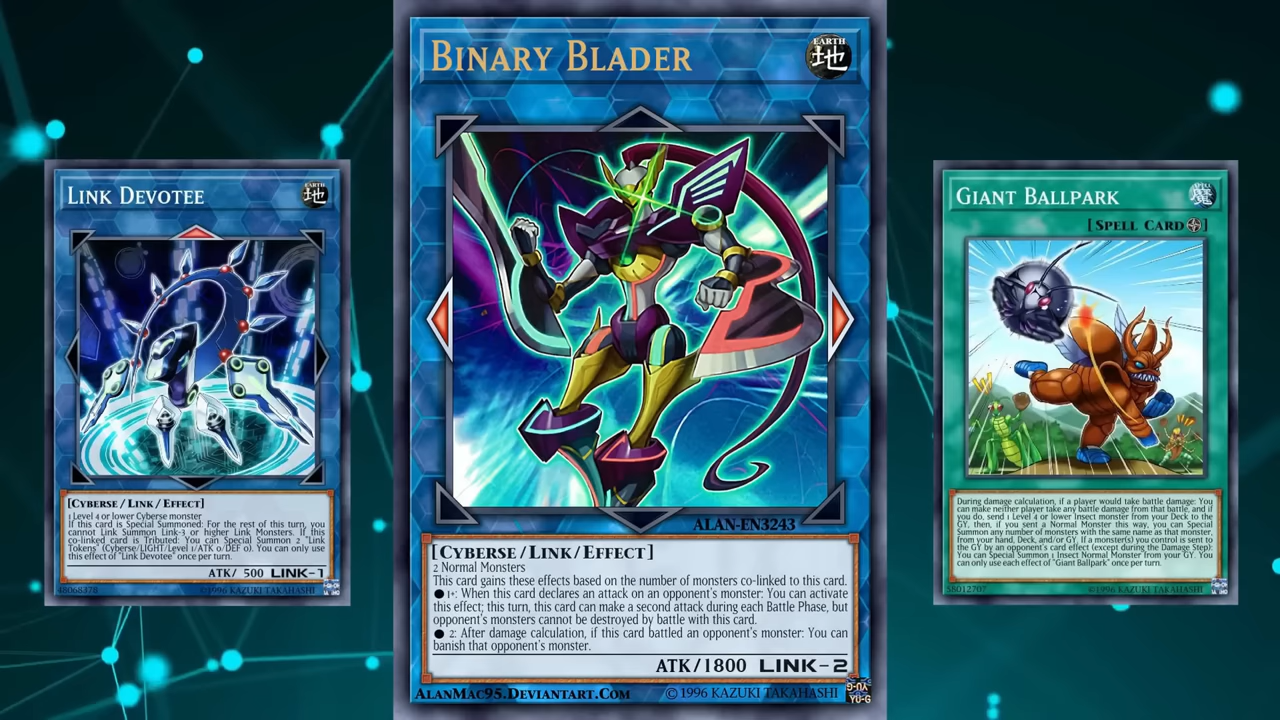 LINK DEVOTEE
EARTH
地
[CYBERSE / LINK / EFFECT]
1 Level 4 or lower Cyberse monster
If this card is Special Summoned: For the rest of this turn, you
cannot Link Summon Link-3 or higher Link Monsters. If this
co-linked card is Tributed: You can Special Summon 2 "Link
Tokens" (Cyberse/LIGHT/Level 1/ATK 0/DEF 0). You can only use
this effect of "Link Devotee" once per turn.
ATK/ 500 LINK-1
48068378
©1996 KAZUKI TAKAHASHI
BINARY BLADER
EARTH
地
ALAN-EN3243
[CYBERSE/LINK/EFFECT]
2 Normal Monsters
This card gains these effects based on the number of monsters co-linked to this card.
● 1+: When this card declares an attack on an opponent's monster: You can activate
this effect; this turn, this card can make a second attack during each Battle Phase, but
opponent's monsters cannot be destroyed by battle with this card.
● 2: After damage calculation, if this card battled an opponent's monster: You can
banish that opponent's monster.
ATK/1800 LINK-2
ALANMAC95.DEVIANTART.COM
©1996 KAZUKI TAKAHASHI
GIANT BALLPARK
魔
[SPELL CARD]
During damage calculation, if a player would take battle damage: You
can make neither player take any battle damage from that battle, and if
you do, send 1 Level 4 or lower Insect monster from your Deck to the
GY, then, if you sent a Normal Monster this way, you can Special
Summon any number of monsters with the same name as that monster,
from your hand, Deck, and/or GY. If a monster(s) you control is sent to
the GY by an opponent's card effect (except during the Damage Step):
You can Special Summon 1 Insect Normal Monster from your GY. You
can only use each effect of "Giant Ballpark" once per turn.
58012707
©1996 KAZUKI TAKAHASHI